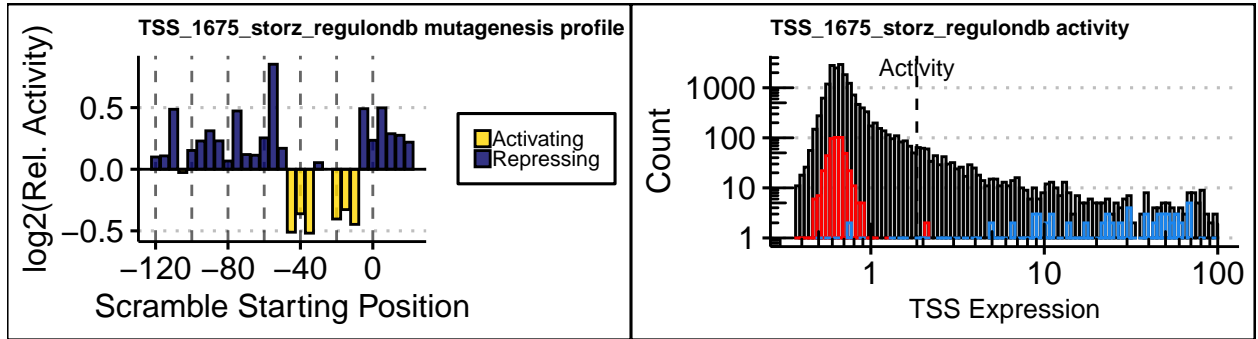 TSS_1675_storz_regulondb mutagenesis profile
log2(Rel. Activity)
0.5
0.0
−0.5
−120
−80
−40
0
Scramble Starting Position
Activating
Repressing
TSS_1675_storz_regulondb activity
Activity
Count
1000
100
10
1
1
10
100
TSS Expression